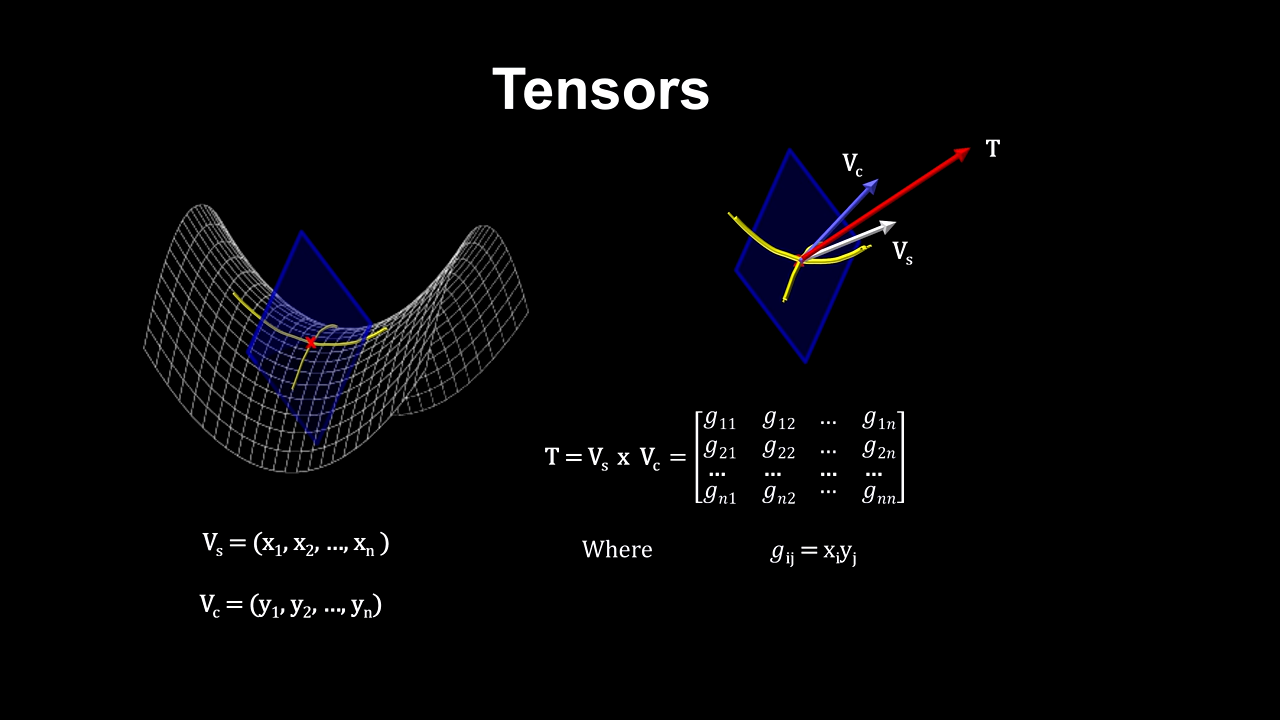 Tensors
V_c
T
V_s
T = V_s x V_c = [g_11 g_12 ... g_1n
g_21 g_22 ... g_2n
... ... ... ...
g_n1 g_n2 ... g_nn]
V_s = (x_1, x_2, ..., x_n )
Where g_ij = x_iy_j
V_c = (y_1, y_2, ..., y_n)